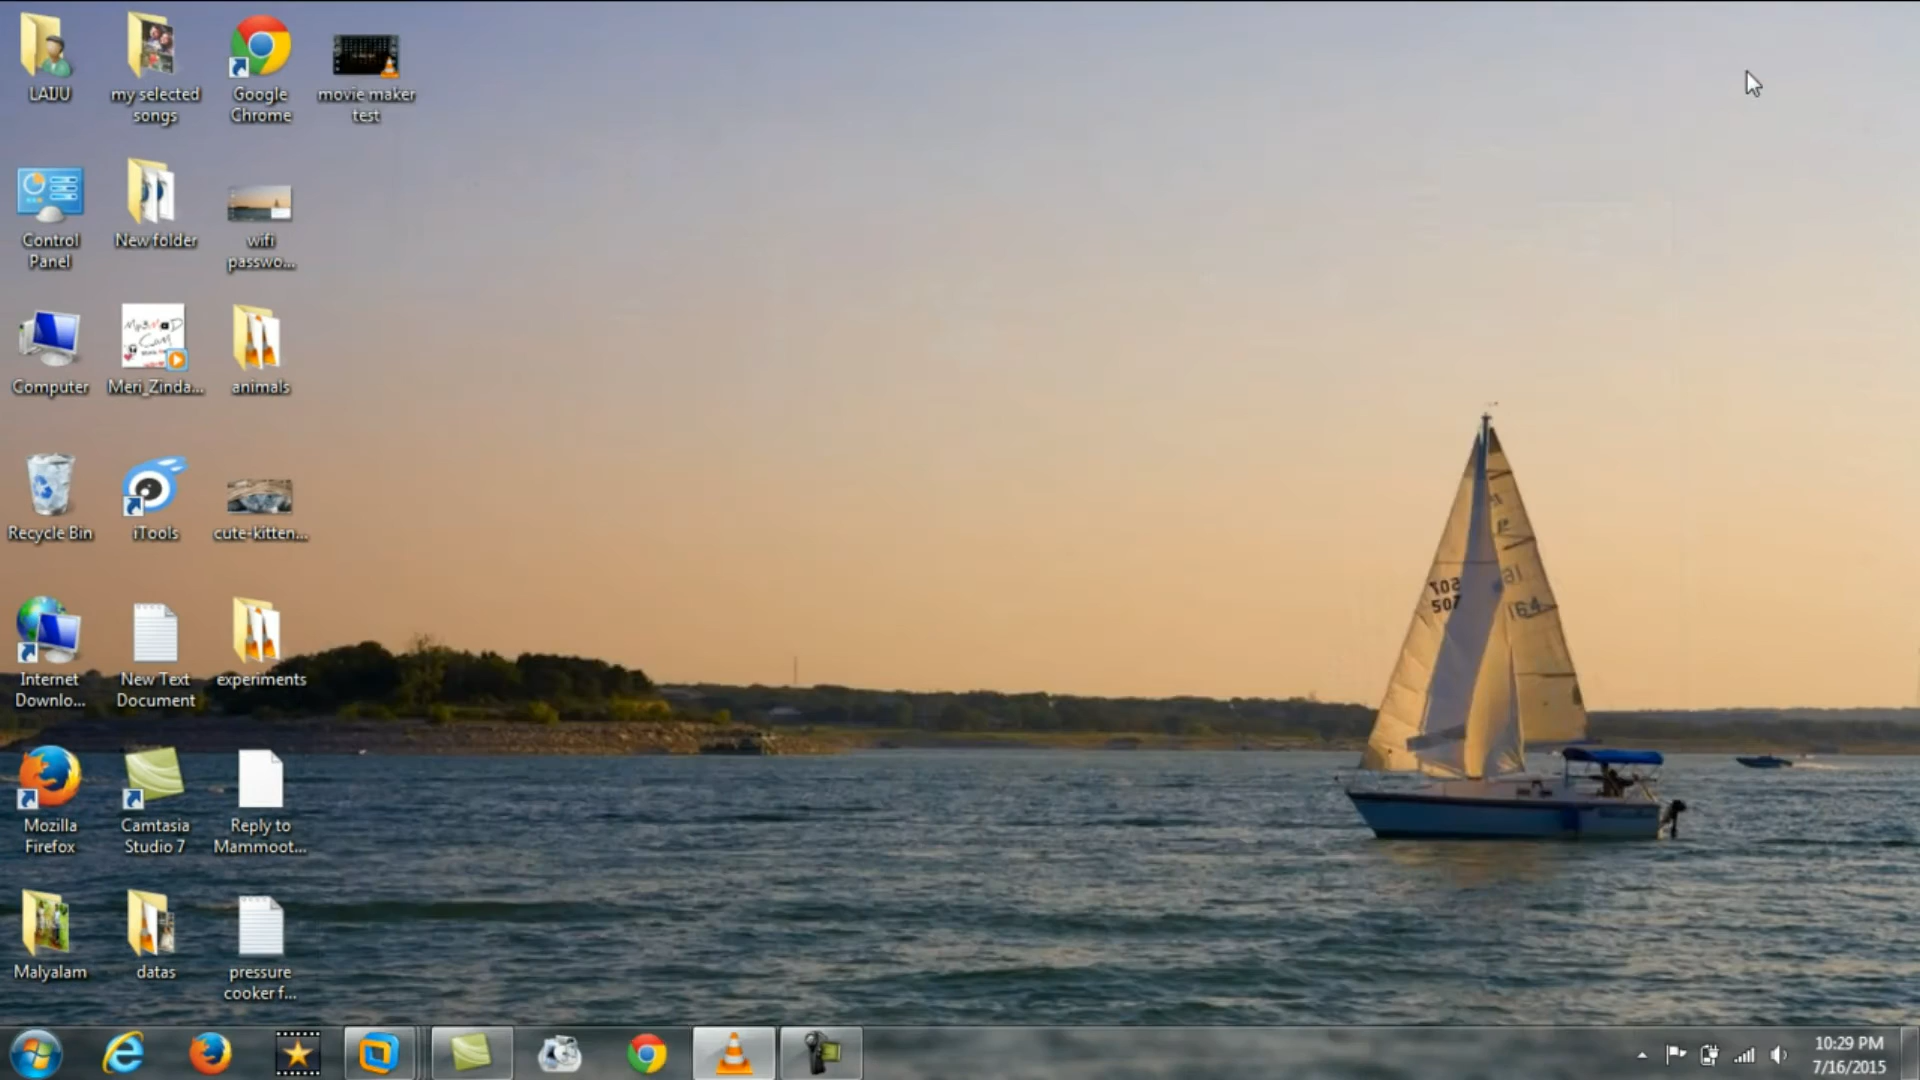 LAIJU
my selected
songs
Google
Chrome
movie maker
test
Control
Panel
New folder
wifi
passwo...
Computer
Meri_Zinda...
animals
Recycle Bin
iTools
cute-kitten...
Internet
Downlo...
New Text
Document
experiments
Mozilla
Firefox
Camtasia
Studio 7
Reply to
Mammoot...
Malyalam
datas
pressure
cooker f...
507
164
10:29 PM
7/16/2015